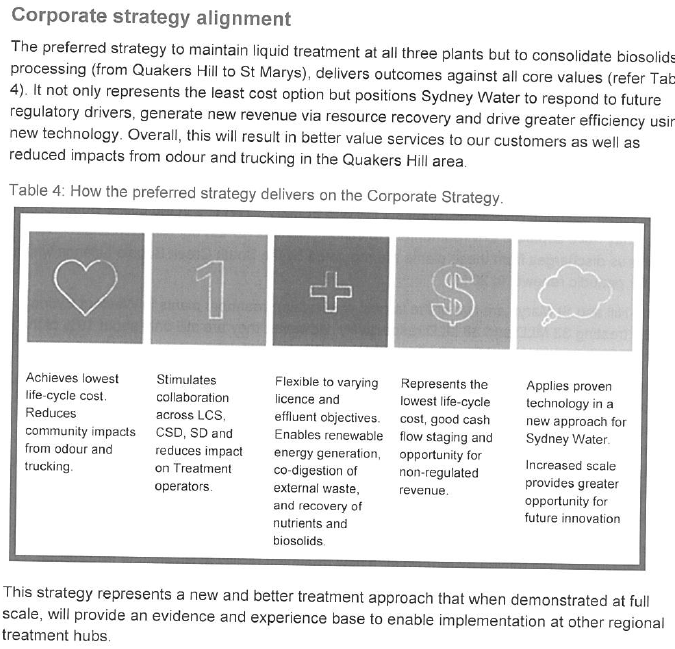 Corporate strategy alignment
The preferred strategy to maintain liquid treatment at all three plants but to consolidate biosolids
processing (from Quakers Hill to St Marys), delivers outcomes against all core values (refer Tab
4). It not only represents the least cost option but positions Sydney Water to respond to future
regulatory drivers, generate new revenue via resource recovery and drive greater efficiency usin
new technology. Overall, this will result in better value services to our customers as well as
reduced impacts from odour and trucking in the Quakers Hill area.
Table 4: How the preferred strategy delivers on the Corporate Strategy.
1
+
$
Achieves lowest
life-cycle cost.
Reduces
community impacts
from odour and
trucking.
Stimulates
collaboration
across LCS,
CSD, SD and
reduces impact
on Treatment
operators.
Flexible to varying
licence and
effluent objectives.
Enables renewable
energy generation,
co-digestion of
external waste,
and recovery of
nutrients and
biosolids.
Represents the
lowest life-cycle
cost, good cash
flow staging and
opportunity for
non-regulated
revenue.
Applies proven
technology in a
new approach for
Sydney Water.
Increased scale
provides greater
opportunity for
future innovation
This strategy represents a new and better treatment approach that when demonstrated at full
scale, will provide an evidence and experience base to enable implementation at other regional
treatment hubs.